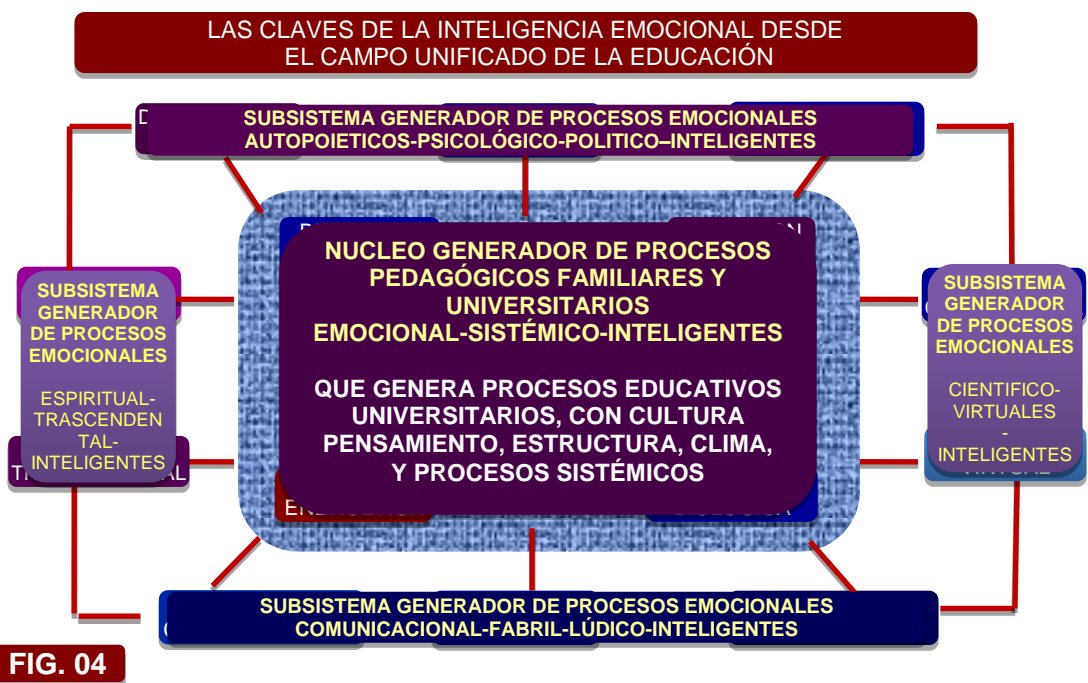 LAS CLAVES DE LA INTELIGENCIA EMOCIONAL DESDE
EL CAMPO UNIFICADO DE LA EDUCACIÓN
SUBSISTEMA GENERADOR DE PROCESOS EMOCIONALES
AUTOPOIETICOS-PSICOLÓGICO-POLITICO–INTELIGENTES
SUBSISTEMA
GENERADOR
DE PROCESOS
EMOCIONALES
ESPIRITUAL-
TRASCENDEN
TAL-
INTELIGENTES
NUCLEO GENERADOR DE PROCESOS
PEDAGÓGICOS FAMILIARES Y
UNIVERSITARIOS
EMOCIONAL-SISTÉMICO-INTELIGENTES
QUE GENERA PROCESOS EDUCATIVOS
UNIVERSITARIOS, CON CULTURA
PENSAMIENTO, ESTRUCTURA, CLIMA,
Y PROCESOS SISTÉMICOS
SUBSISTEMA
GENERADOR
DE PROCESOS
EMOCIONALES
CIENTIFICO-
VIRTUALES
-
INTELIGENTES
SUBSISTEMA GENERADOR DE PROCESOS EMOCIONALES
COMUNICACIONAL-FABRIL-LÚDICO-INTELIGENTES
FIG. 04